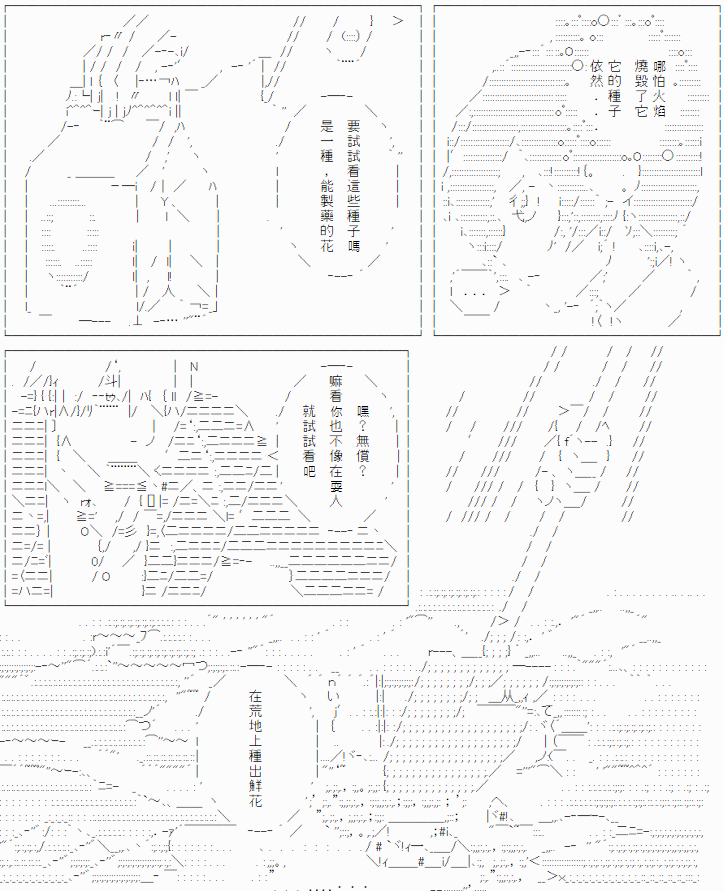 要試試看這些種子嗎
是一種，能製藥的花
哪怕火焰
燒毀了它
它的種子
依然．
嘿？無償？
嘛看你也不像在耍人
就試試看吧
在荒地上種出鮮花